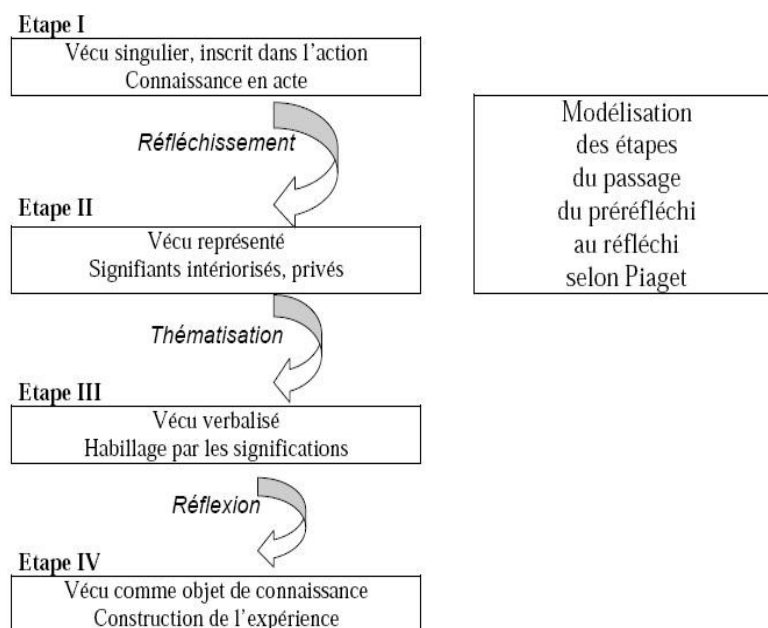 Etape I
Vécu singulier, inscrit dans l'action
Connaissance en acte
Réfléchissement
Etape II
Vécu représenté
Signifiants intériorisés, privés
Thématisation
Etape III
Vécu verbalisé
Habillage par les significations
Réflexion
Etape IV
Vécu comme objet de connaissance
Construction de l'expérience
Modélisation
des étapes
du passage
du préréfléchi
au réfléchi
selon Piaget